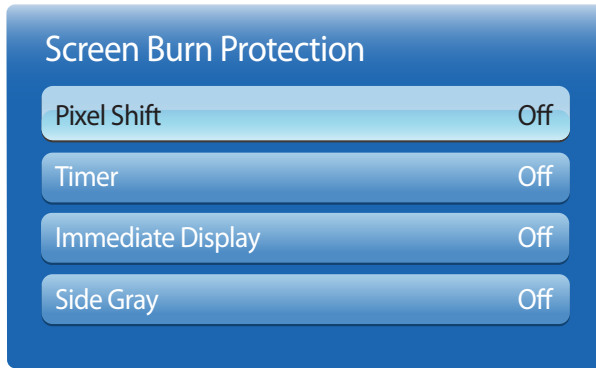 Screen Burn Protection
Pixel Shift Off
Timer Off
Immediate Display Off
Side Gray Off